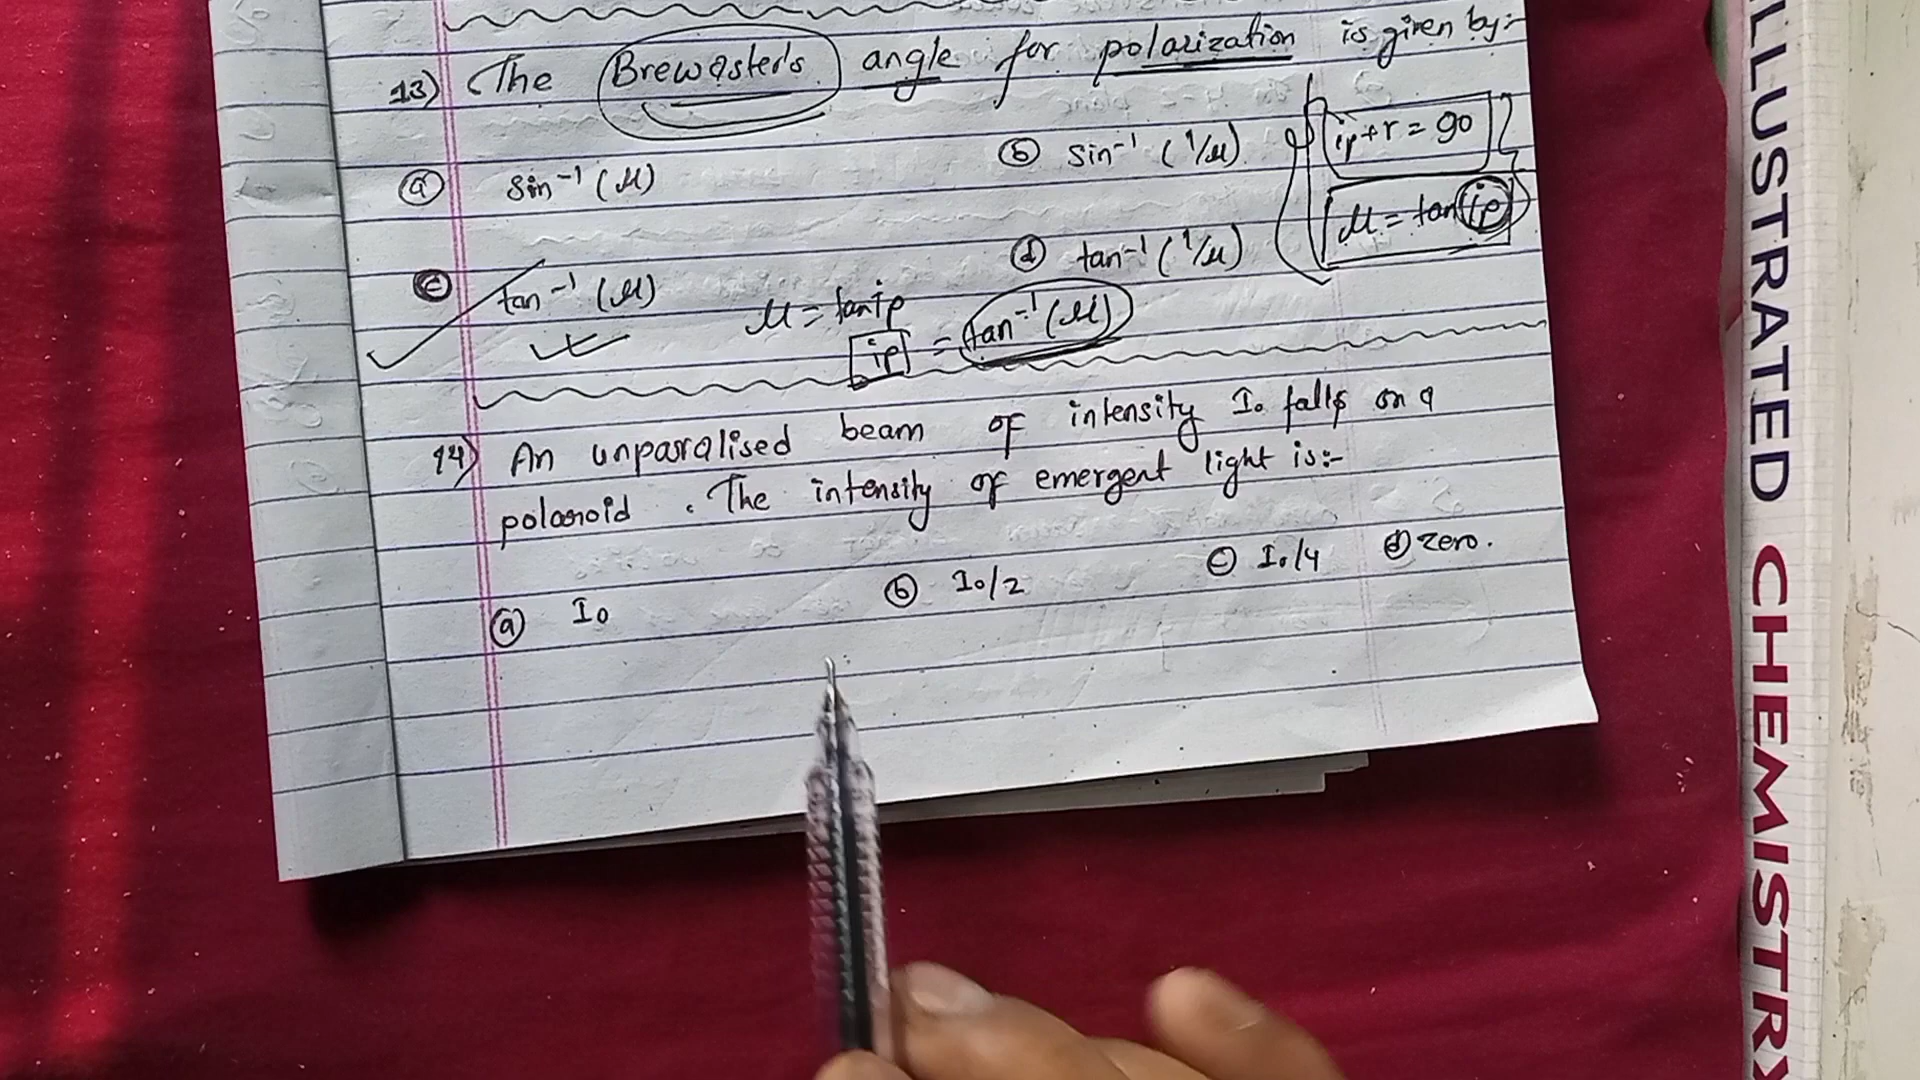 13) The Brewster's angle for polarization is given by:-
ⓐ sin⁻¹ (μ)
ⓑ sin⁻¹ (1/μ)
ip+r = 90
μ = tan ip
ⓒ tan⁻¹ (μ)
ⓓ tan⁻¹ (1/μ)
μ = tan ip
ip = tan⁻¹ (μ)
14) An unparalised beam of intensity I₀ falls on a
polaroid. The intensity of emergent light is:-
ⓐ I₀ ⓑ I₀/2 ⓒ I₀/4 ⓓ zero.
ILLUSTRATED CHEMISTRY